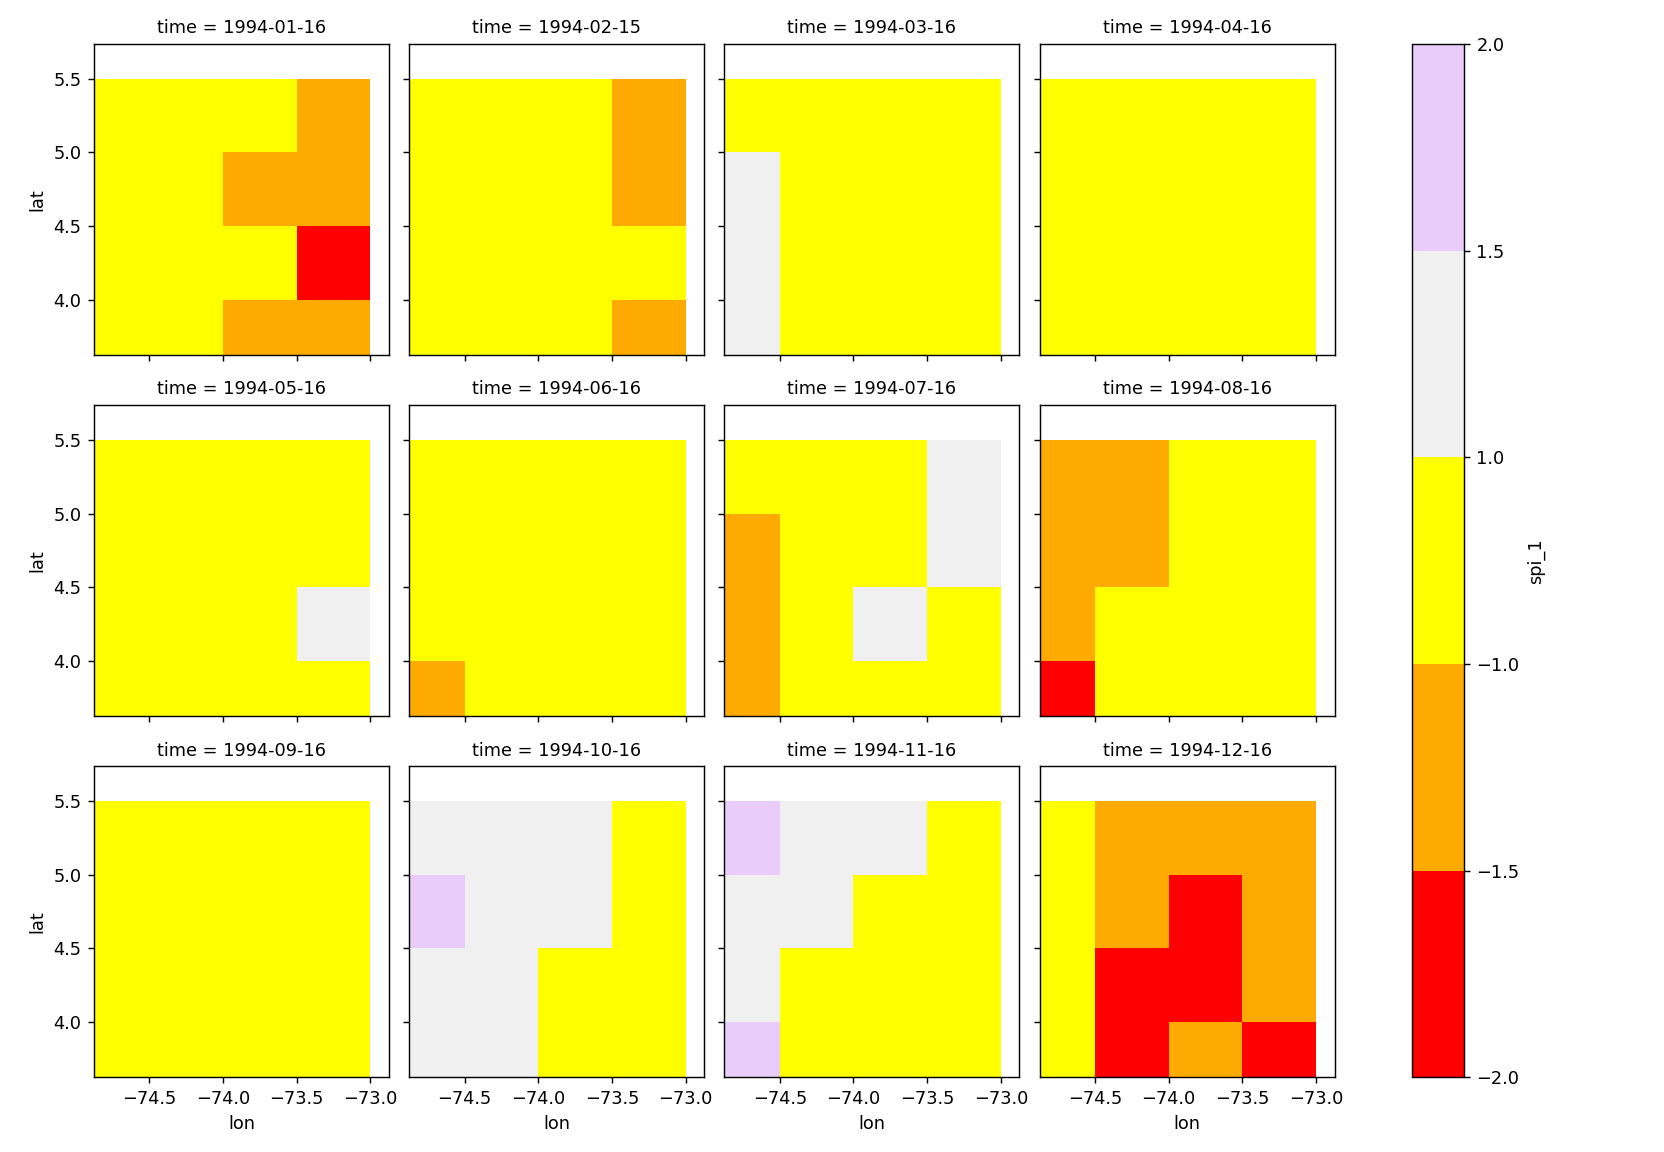 time = 1994-01-16
time = 1994-02-15
time = 1994-03-16
time = 1994-04-16
2.0
1.5
1.0
−1.0
−1.5
−2.0
spi_1
5.5
5.0
4.5
4.0
lat
time = 1994-05-16
time = 1994-06-16
time = 1994-07-16
time = 1994-08-16
5.5
5.0
4.5
4.0
lat
time = 1994-09-16
time = 1994-10-16
time = 1994-11-16
time = 1994-12-16
5.5
5.0
4.5
4.0
lat
−74.5 −74.0 −73.5 −73.0
lon
−74.5 −74.0 −73.5 −73.0
lon
−74.5 −74.0 −73.5 −73.0
lon
−74.5 −74.0 −73.5 −73.0
lon